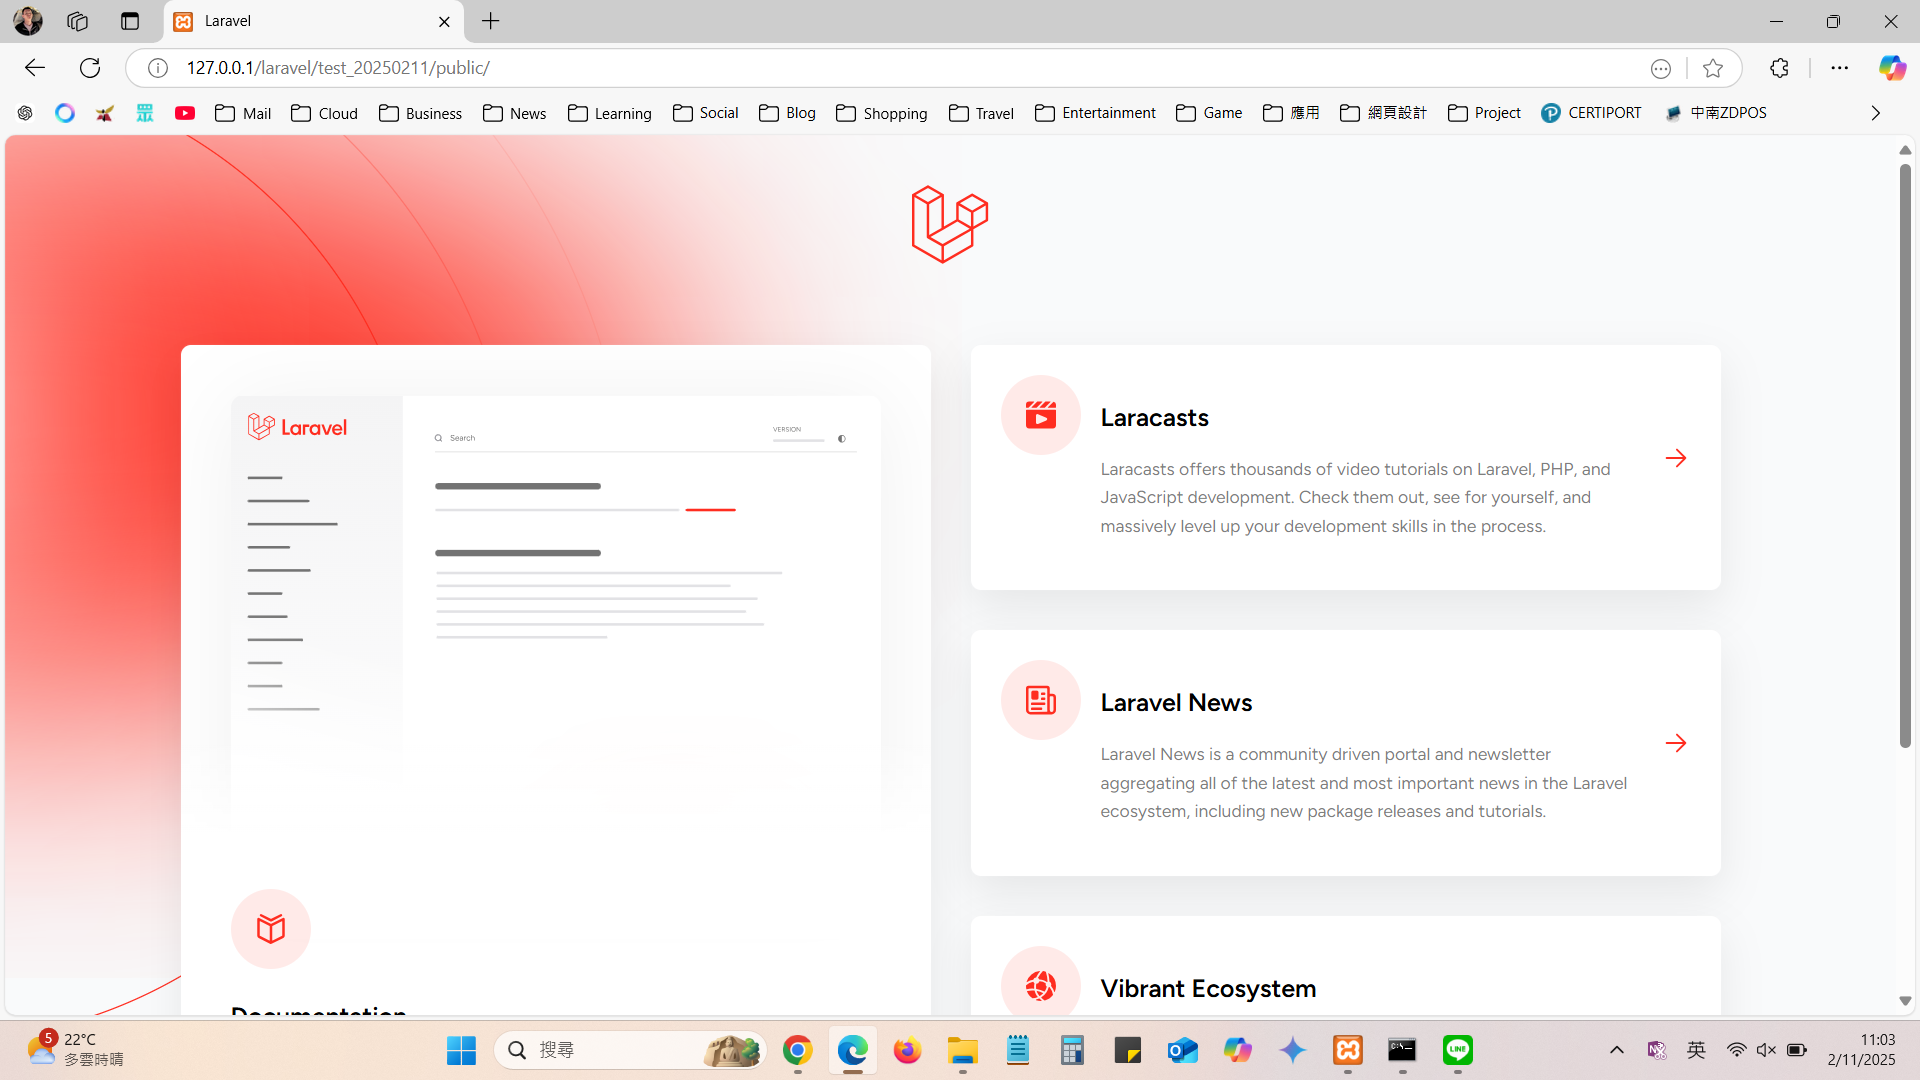 Laravel
127.0.0.1/laravel/test_20250211/public/
Mail
Cloud
Business
News
Learning
Social
Blog
Shopping
Travel
Entertainment
Game
應用
網頁設計
Project
CERTIPORT
中南ZDPOS
Laravel
Search
VERSION
Documentation
Laracasts
Laracasts offers thousands of video tutorials on Laravel, PHP, and
JavaScript development. Check them out, see for yourself, and
massively level up your development skills in the process.
Laravel News
Laravel News is a community driven portal and newsletter
aggregating all of the latest and most important news in the Laravel
ecosystem, including new package releases and tutorials.
Vibrant Ecosystem
5
22°C
多雲時晴
搜尋
LINE
英
11:03
2/11/2025